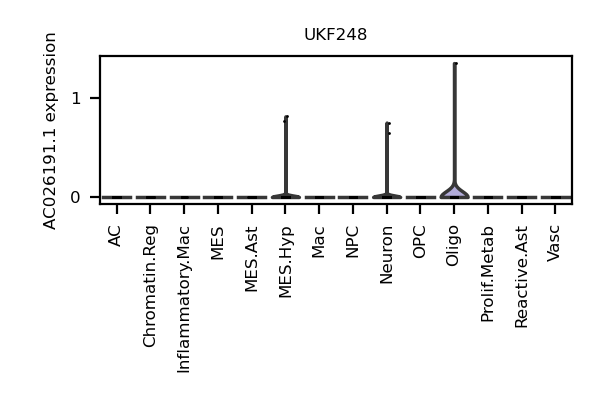 UKF248
AC026191.1 expression
1
0
AC
Chromatin.Reg
Inflammatory.Mac
MES
MES.Ast
MES.Hyp
Mac
NPC
Neuron
OPC
Oligo
Prolif.Metab
Reactive.Ast
Vasc